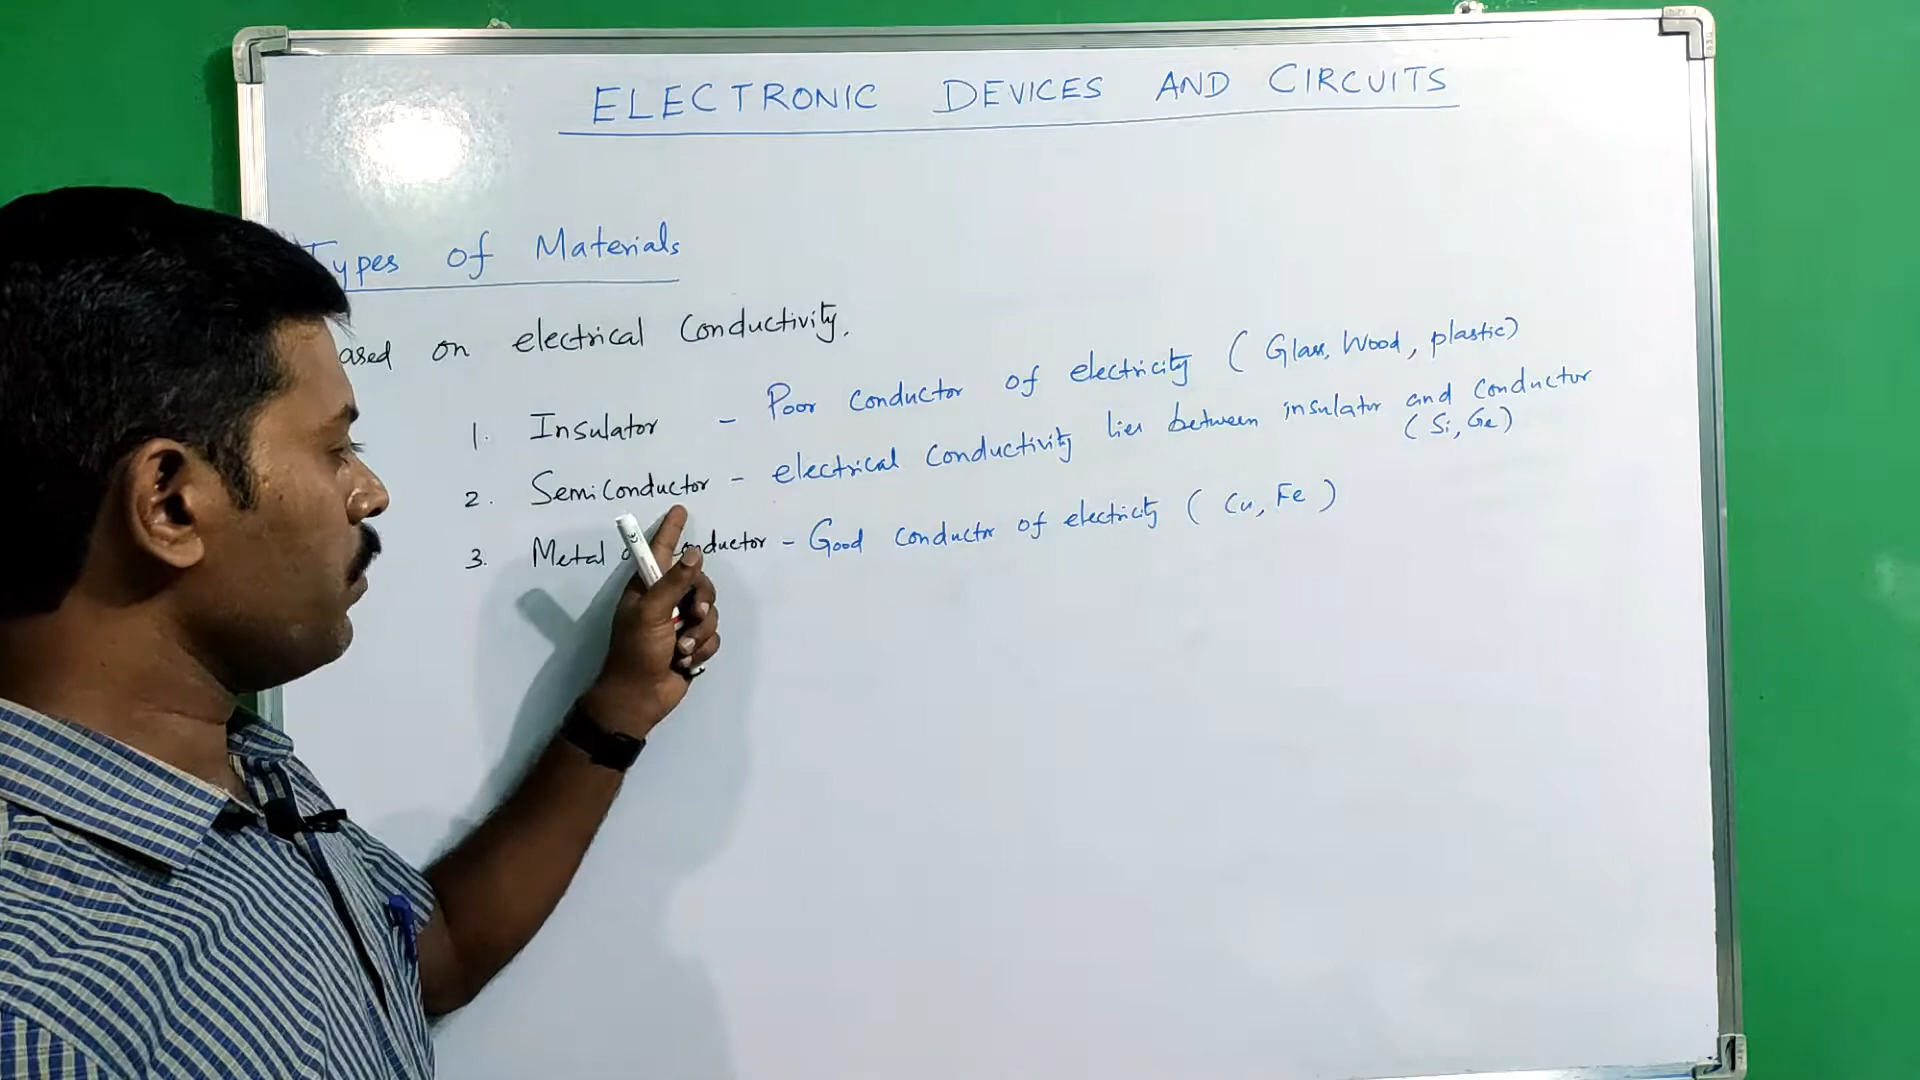 ELECTRONIC DEVICES AND CIRCUITS
Types of Materials
ased on electrical Conductivity.
1. Insulator - Poor conductor of electricity ( Glass, Wood, plastic)
2. Semiconductor - electrical conductivity lies between insulator and conductor
( Si, Ge)
3. Metal conductor - Good conductor of electricity ( Cu, Fe )